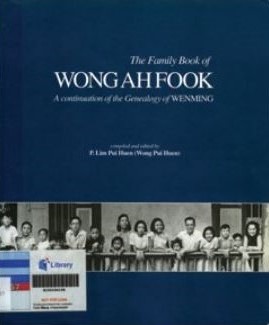 The Family Book of
WONG AH FOOK
A continuation of the Genealogy of WENMING
compiled and edited by
P. Lim Pui Huen (Wong Pui Huen)
Library